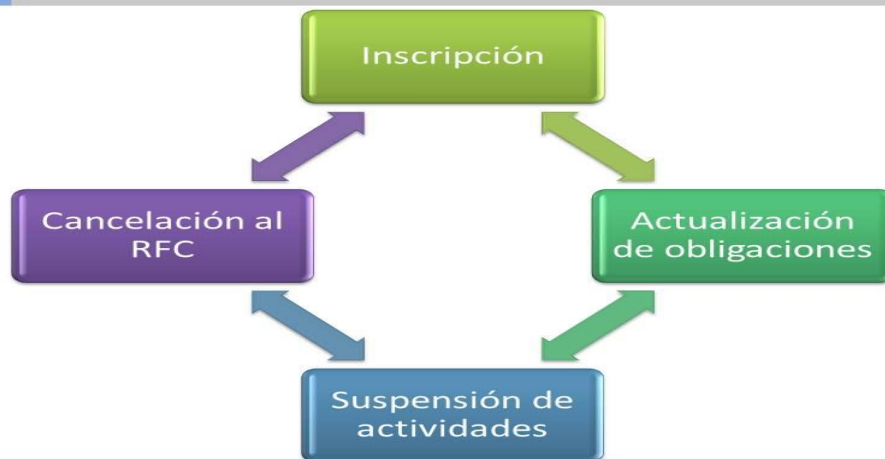 Inscripción
Cancelación al
RFC
Actualización
de obligaciones
Suspensión de
actividades